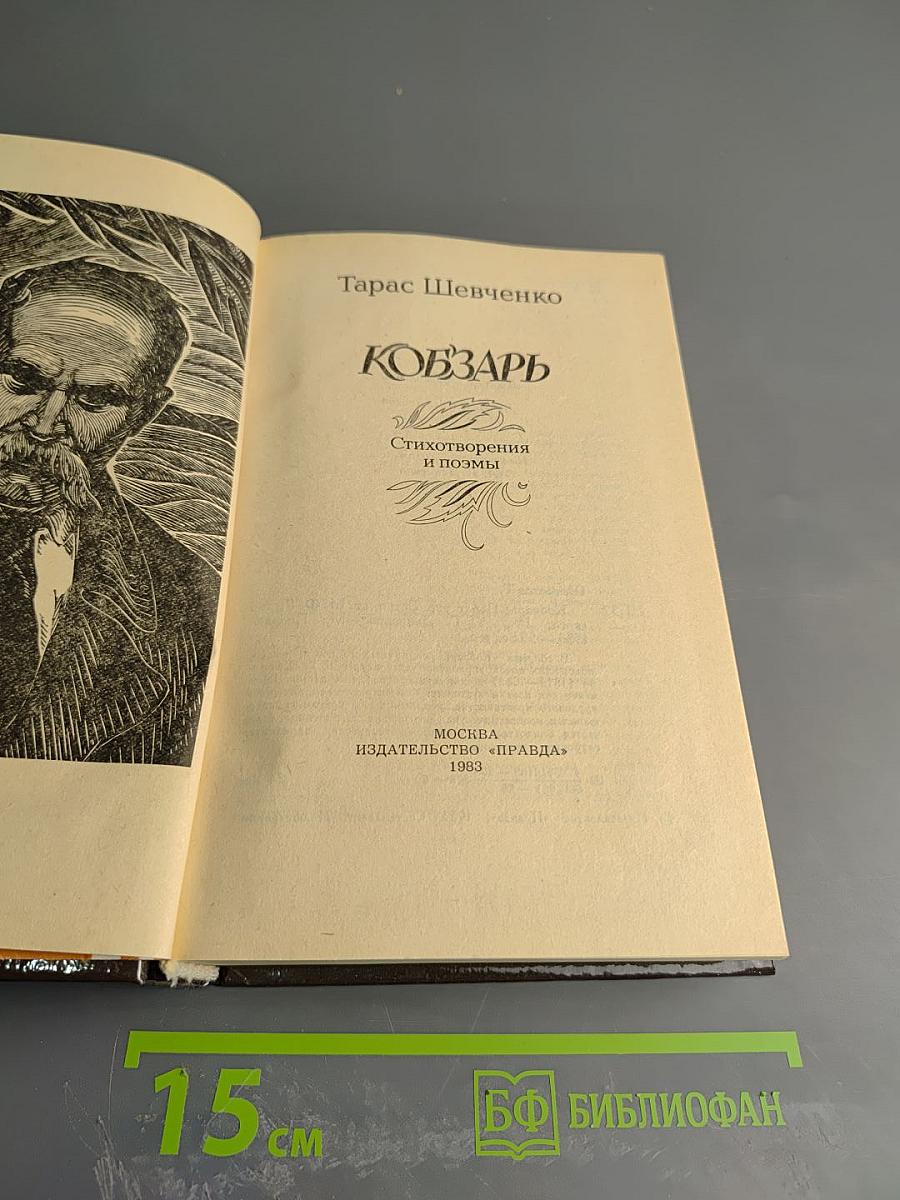 Тарас Шевченко
КОБЗАРЬ
Стихотворения
и поэмы
МОСКВА
ИЗДАТЕЛЬСТВО «ПРАВДА»
1983
15 см
БФ БИБЛИОФАН